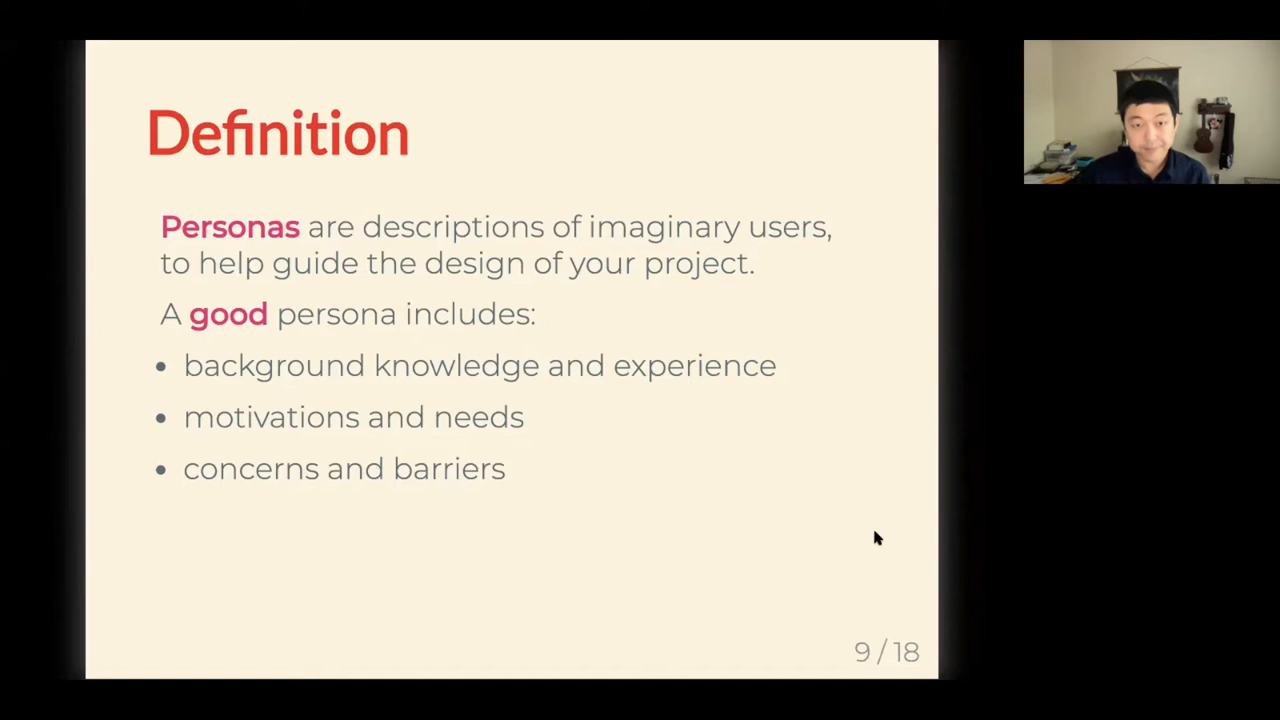 Definition
Personas are descriptions of imaginary users,
to help guide the design of your project.
A good persona includes:
• background knowledge and experience
• motivations and needs
• concerns and barriers
9 / 18